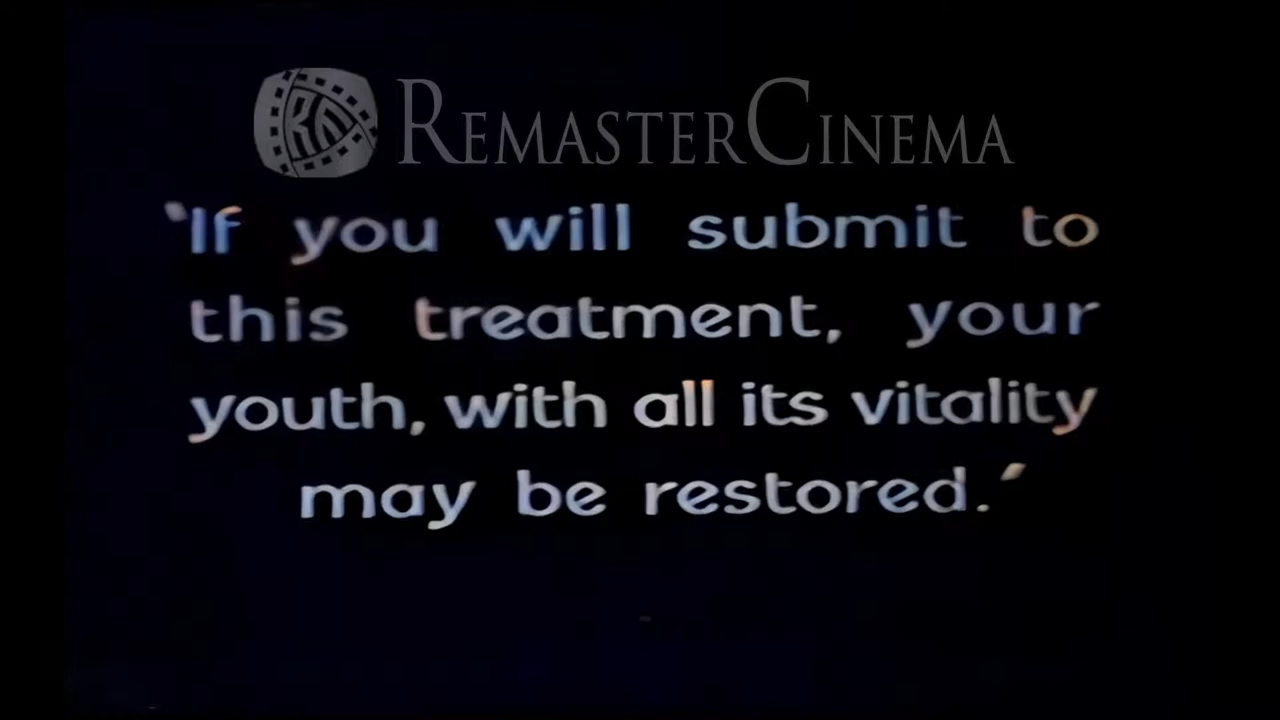 REMASTERCINEMA
‘If you will submit to
this treatment, your
youth, with all its vitality
may be restored.’